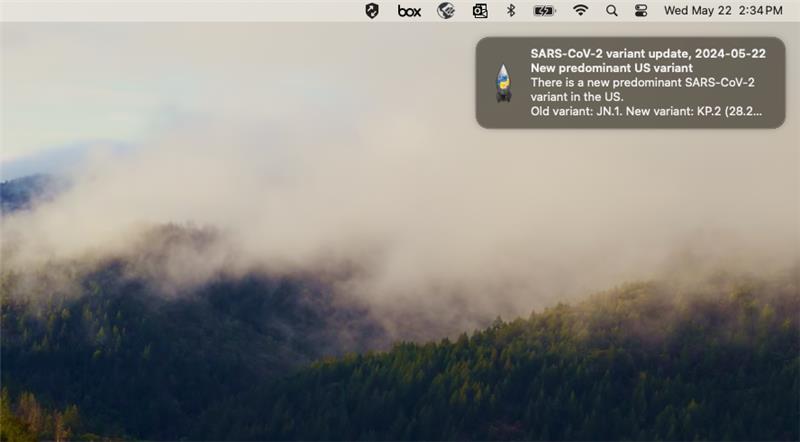 box
Wed May 22 2:34 PM
SARS-CoV-2 variant update, 2024-05-22
New predominant US variant
There is a new predominant SARS-CoV-2
variant in the US.
Old variant: JN.1. New variant: KP.2 (28.2...